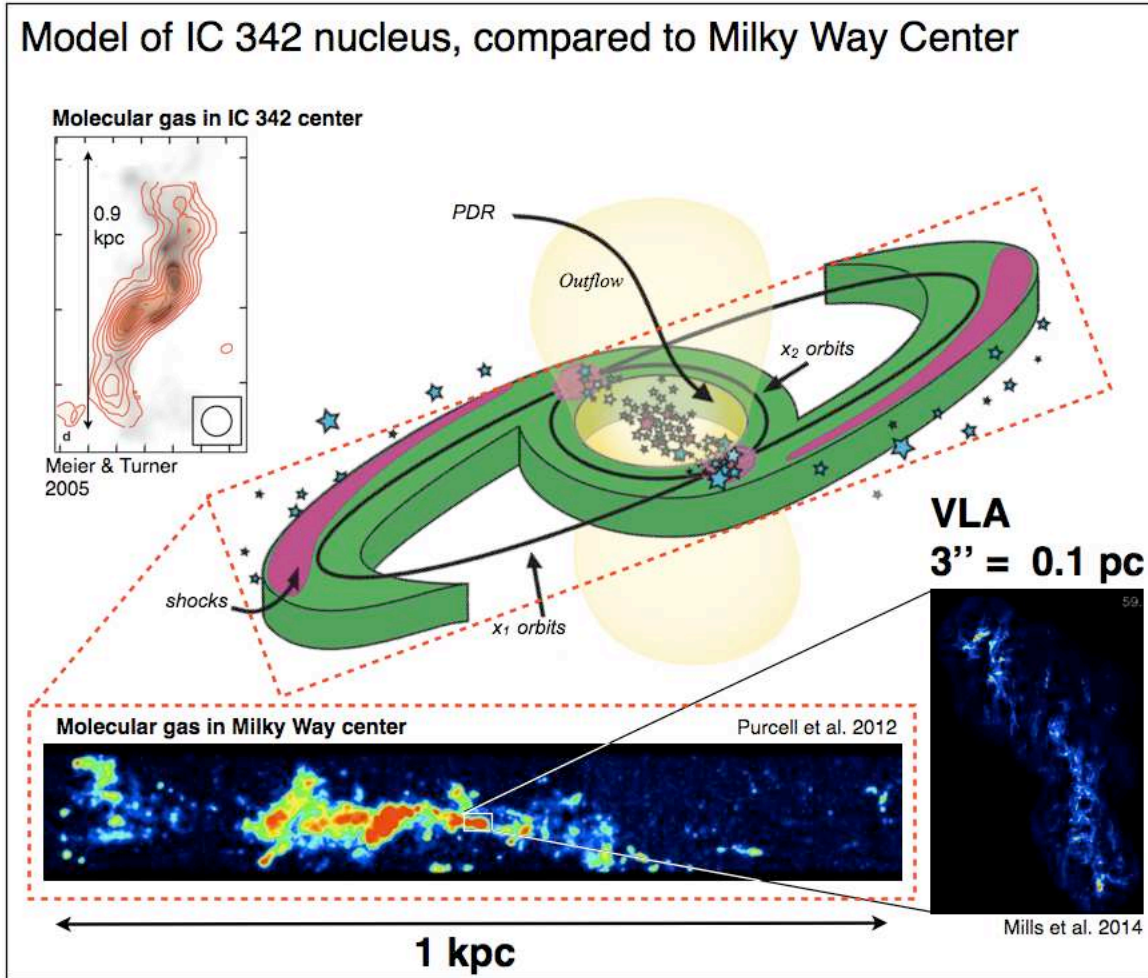 Model of IC 342 nucleus, compared to Milky Way Center
Molecular gas in IC 342 center
0.9
kpc
d
Meier & Turner
2005
PDR
Outflow
x₂ orbits
shocks
x₁ orbits
VLA
3’’ = 0.1 pc
59.
Molecular gas in Milky Way center
Purcell et al. 2012
1 kpc
Mills et al. 2014